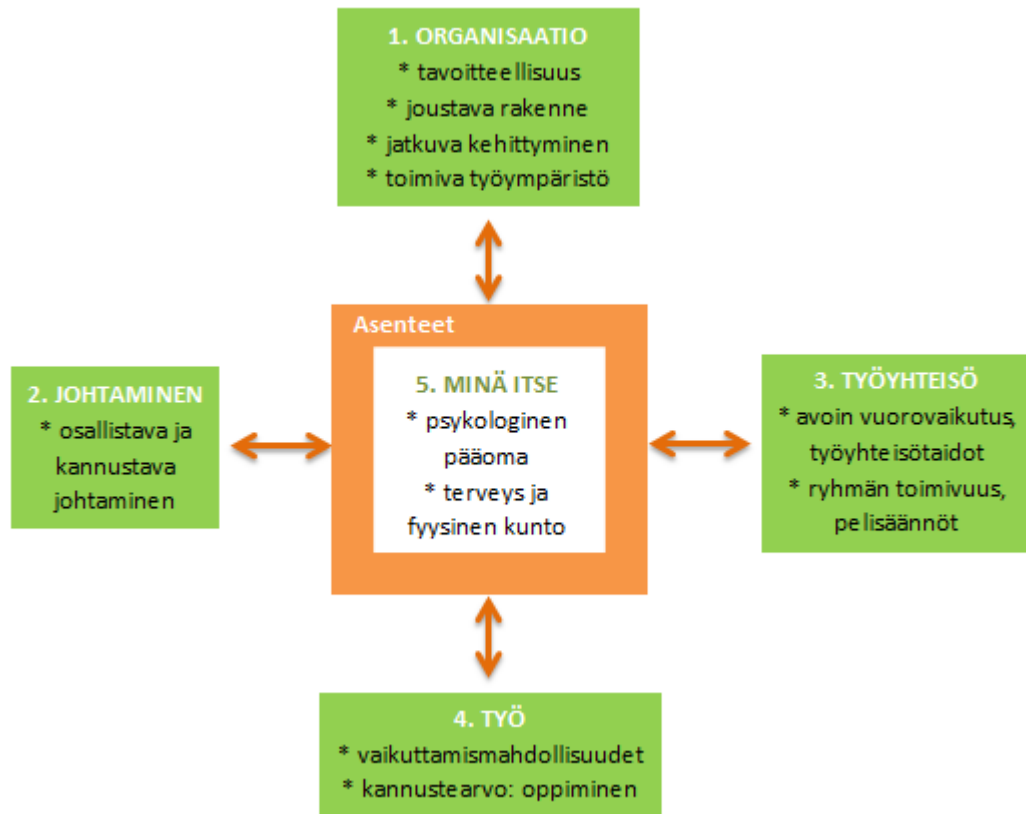 1. ORGANISAATIO
* tavoitteellisuus
* joustava rakenne
* jatkuva kehittyminen
* toimiva työympäristö
Asenteet
2. JOHTAMINEN
* osallistava ja
kannustava
johtaminen
5. MINÄ ITSE
* psykologinen
pääoma
* terveys ja
fyysinen kunto
3. TYÖYHTEISÖ
* avoin vuorovaikutus,
työyhteisötaidot
* ryhmän toimivuus,
pelisäännöt
4. TYÖ
* vaikuttamismahdollisuudet
* kannustearvo: oppiminen